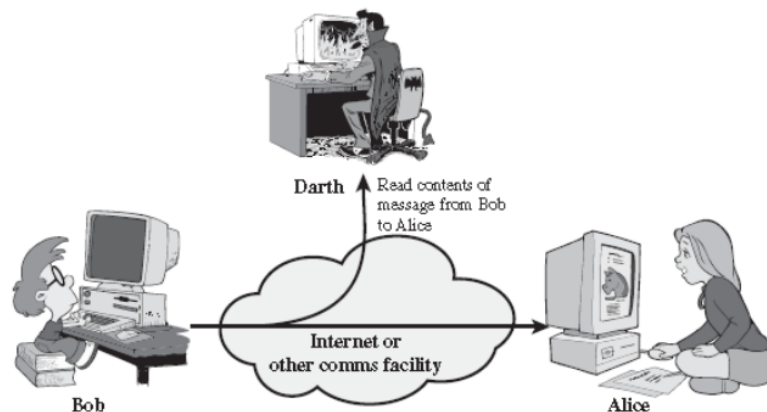 Darth
Read contents of
message from Bob
to Alice
Internet or
other comms facility
Bob
Alice